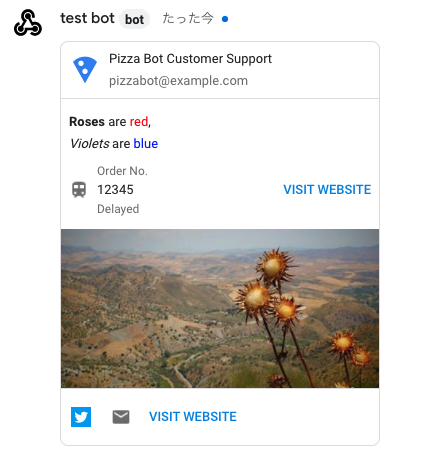 test bot bot たった今
Pizza Bot Customer Support
pizzabot@example.com
Roses are red,
Violets are blue
Order No.
12345 VISIT WEBSITE
Delayed
VISIT WEBSITE